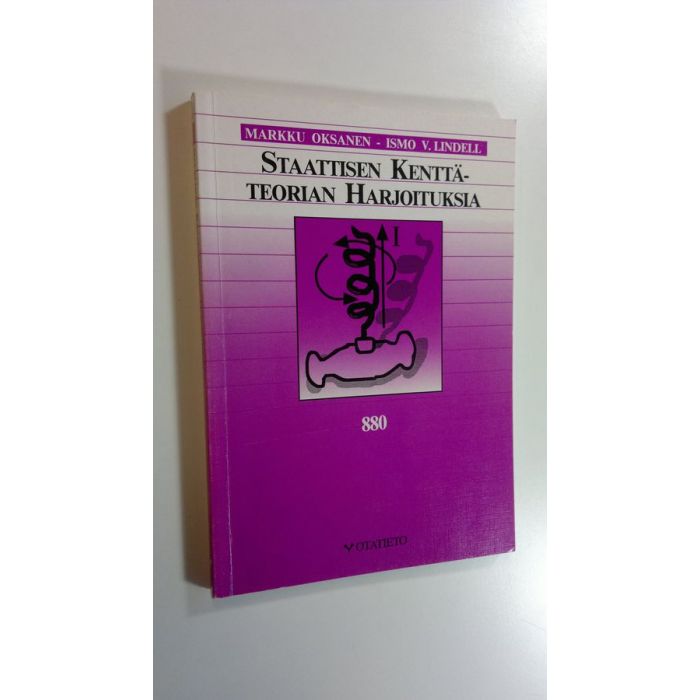 MARKKU OKSANEN - ISMO V. LINDELL
STAATTISEN KENTTÄ-
TEORIAN HARJOITUKSIA
I
880
OTATIETO